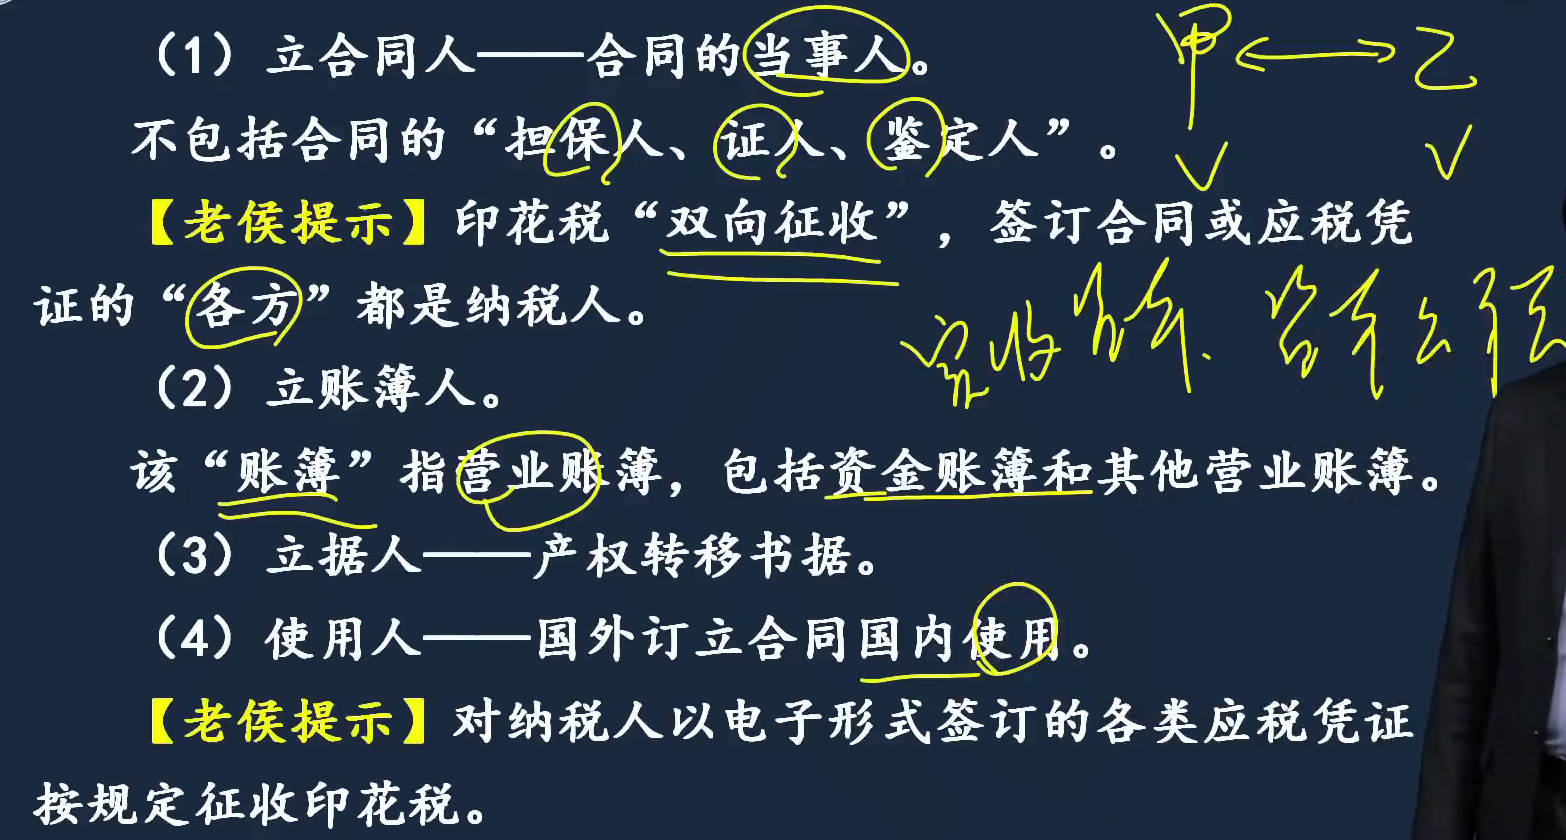 （1）立合同人——合同的当事人。
甲 乙
不包括合同的“担保人、证人、鉴定人”。
【老侯提示】印花税“双向征收”，签订合同或应税凭
证的“各方”都是纳税人。
（2）立账簿人。
该“账簿”指营业账簿，包括资金账簿和其他营业账簿。
（3）立据人——产权转移书据。
（4）使用人——国外订立合同国内使用。
【老侯提示】对纳税人以电子形式签订的各类应税凭证
按规定征收印花税。